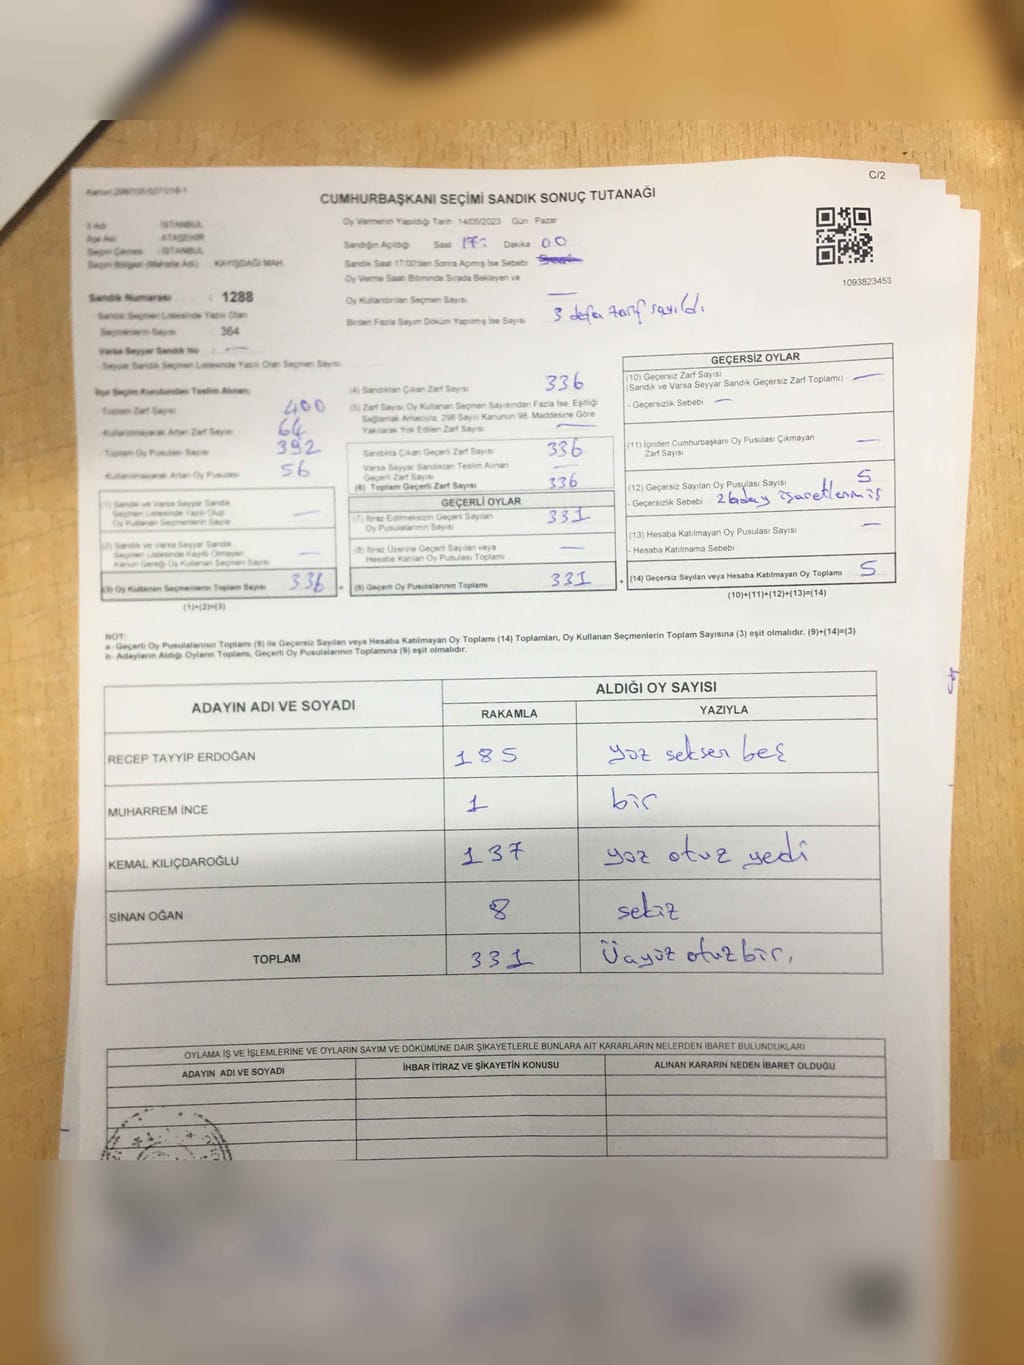 C/2
CUMHURBAŞKANI SEÇİMİ SANDIK SONUÇ TUTANAĞI
İl Adı : İSTANBUL
İlçe Adı : ATAŞEHİR
Seçim Çevresi : İSTANBUL
Seçim Bölgesi (Mahalle Adı) : KAYIŞDAĞI MAH.
Sandık Numarası : 1288
Sandık Seçmen Listesinde Yazılı Olan
Seçmenlerin Sayısı : 364
Varsa Seyyar Sandık No : —
Seyyar Sandık Seçmen Listesinde Yazılı Olan Seçmen Sayısı
Oy Vermenin Yapıldığı Tarih 14/05/2023 Gün Pazar
Sandığın Açıldığı Saat 17: Dakika 00
Sandık Saat 17:00'den Sonra Açılmış İse Sebebi
Oy Verme Saati Bitiminde Sırada Bekleyen ve
Oy Kullandırılan Seçmen Sayısı —
Birden Fazla Sayım Döküm Yapılmış İse Sayısı 3 defa zarf sayıldı.
1093823453
İlçe Seçim Kurulundan Teslim Alınan;
Toplam Zarf Sayısı 400
Kullanılmayarak Artan Zarf Sayısı 64
Toplam Oy Pusulası Sayısı 392
Kullanılmayarak Artan Oy Pusulası 56
(1) Sandık ve Varsa Seyyar Sandık
Seçmen Listesinde Yazılı Olup
Oy Kullanan Seçmenlerin Sayısı —
(2) Sandık ve Varsa Seyyar Sandık
Seçmen Listesinde Kayıtlı Olmayan
Kanun Gereği Oy Kullanan Seçmen Sayısı —
(3) Oy Kullanan Seçmenlerin Toplam Sayısı 336 =
(1)+(2)=(3)
(4) Sandıktan Çıkan Zarf Sayısı 336
(5) Zarf Sayısı Oy Kullanan Seçmen Sayısından Fazla İse, Eşitliği
Sağlamak Amacıyla; 298 Sayılı Kanunun 98. Maddesine Göre
Yakılarak Yok Edilen Zarf Sayısı —
Sandıkta Çıkan Geçerli Zarf Sayısı 336
Varsa Seyyar Sandıktan Teslim Alınan
Geçerli Zarf Sayısı —
(6) Toplam Geçerli Zarf Sayısı 336
GEÇERLİ OYLAR
(7) İtiraz Edilmeksizin Geçerli Sayılan
Oy Pusulalarının Sayısı 331
(8) İtiraz Üzerine Geçerli Sayılan veya
Hesaba Katılan Oy Pusulası Toplamı —
(9) Geçerli Oy Pusulalarının Toplamı 331 +
GEÇERSİZ OYLAR
(10) Geçersiz Zarf Sayısı
(Sandık ve Varsa Seyyar Sandık Geçersiz Zarf Toplamı) —
- Geçersizlik Sebebi —
(11) İçinden Cumhurbaşkanı Oy Pusulası Çıkmayan
Zarf Sayısı —
(12) Geçersiz Sayılan Oy Pusulası Sayısı 5
- Geçersizlik Sebebi 2 aday işaretlenmiş
(13) Hesaba Katılmayan Oy Pusulası Sayısı —
- Hesaba Katılmama Sebebi
(14) Geçersiz Sayılan veya Hesaba Katılmayan Oy Toplamı 5
(10)+(11)+(12)+(13)=(14)
NOT:
a- Geçerli Oy Pusulalarının Toplamı (9) ile Geçersiz Sayılan veya Hesaba Katılmayan Oy Toplamı (14) Toplamları, Oy Kullanan Seçmenlerin Toplam Sayısına (3) eşit olmalıdır. (9)+(14)=(3)
b- Adayların Aldığı Oyların Toplamı, Geçerli Oy Pusulalarının Toplamına (9) eşit olmalıdır.
ADAYIN ADI VE SOYADI ALDIĞI OY SAYISI
RAKAMLA YAZIYLA
RECEP TAYYİP ERDOĞAN 185 yüz seksen beş
MUHARREM İNCE 1 bir
KEMAL KILIÇDAROĞLU 137 yüz otuz yedi
SİNAN OĞAN 8 sekiz
TOPLAM 331 Üçyüz otuzbir.
OYLAMA İŞ VE İŞLEMLERİNE VE OYLARIN SAYIM VE DÖKÜMÜNE DAİR ŞİKAYETLERLE BUNLARA AİT KARARLARIN NELERDEN İBARET BULUNDUKLARI
ADAYIN ADI VE SOYADI İHBAR İTİRAZ VE ŞİKAYETİN KONUSU ALINAN KARARIN NEDEN İBARET OLDUĞU